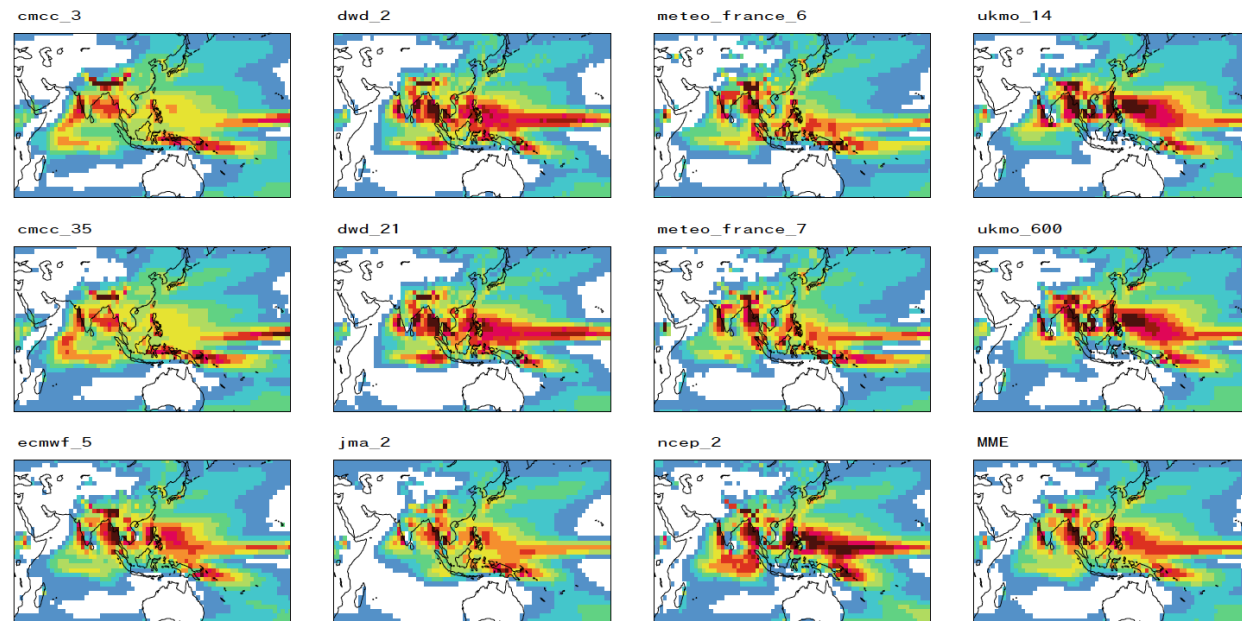 cmcc_3
dwd_2
meteo_france_6
ukmo_14
cmcc_35
dwd_21
meteo_france_7
ukmo_600
ecmwf_5
jma_2
ncep_2
MME